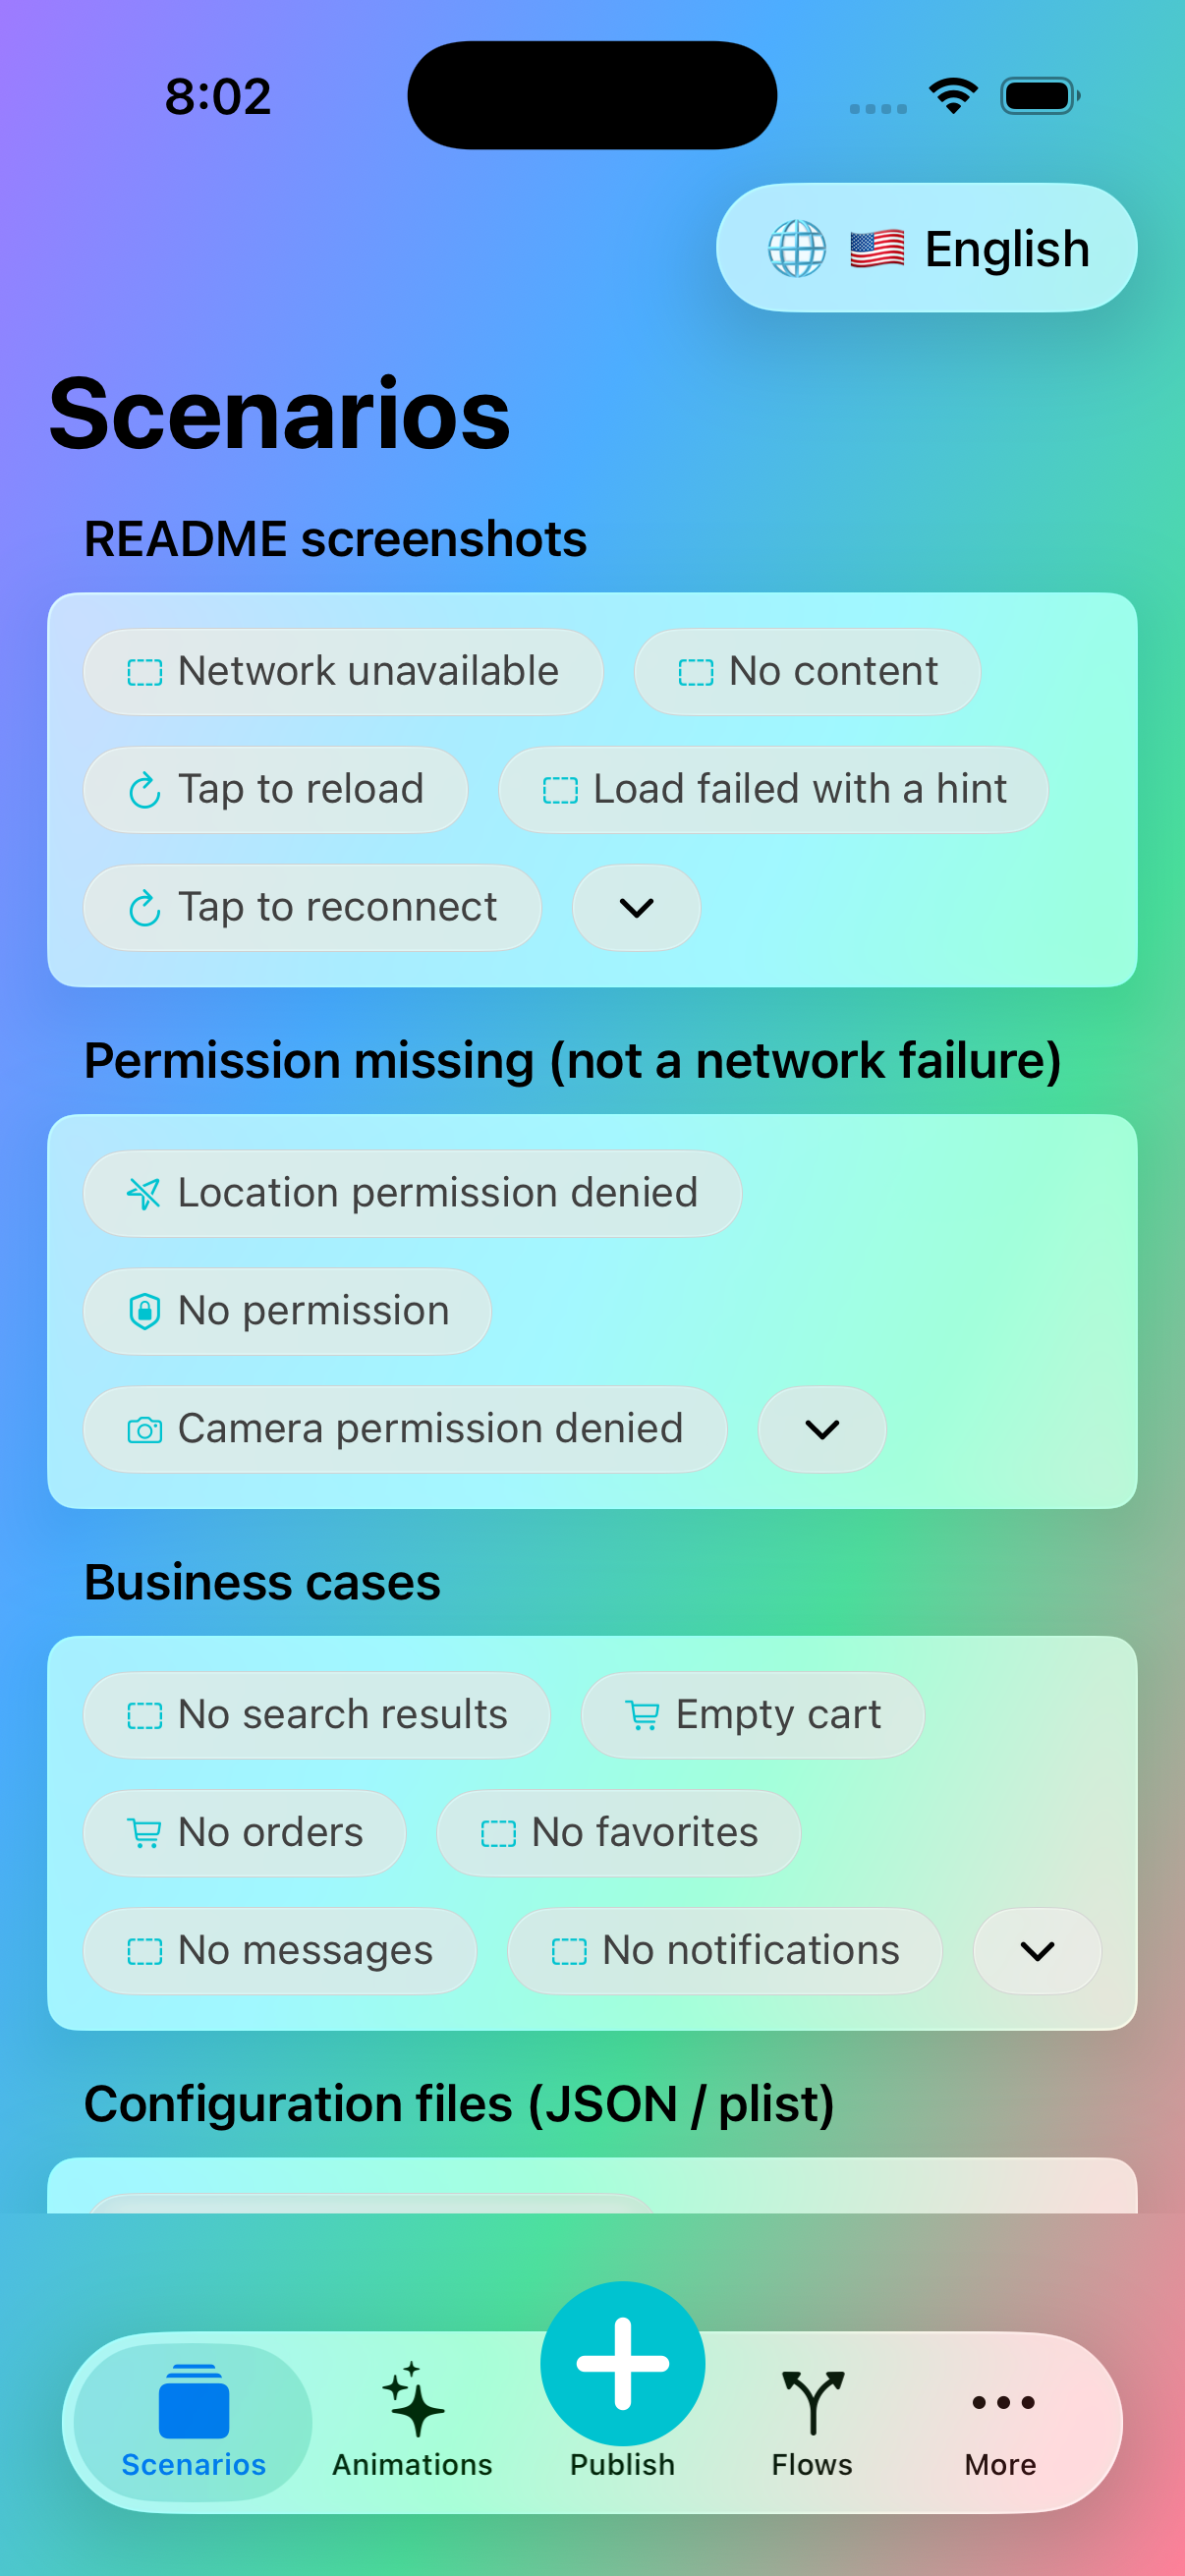 8:02
English
Scenarios
README screenshots
Network unavailable
No content
Tap to reload
Load failed with a hint
Tap to reconnect
Permission missing (not a network failure)
Location permission denied
No permission
Camera permission denied
Business cases
No search results
Empty cart
No orders
No favorites
No messages
No notifications
Configuration files (JSON / plist)
Scenarios
Animations
Publish
Flows
More